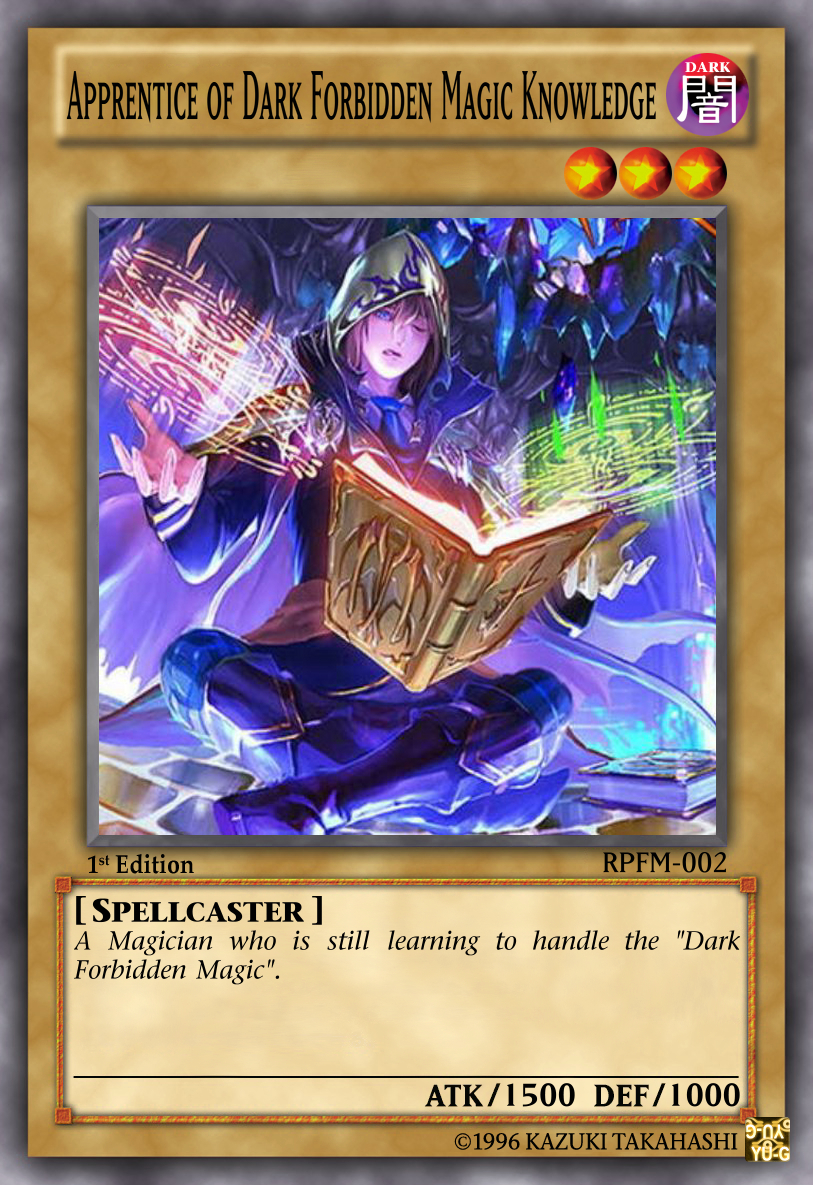 Apprentice of Dark Forbidden Magic Knowledge
DARK
闇
1st Edition
RPFM-002
[ Spellcaster ]
A Magician who is still learning to handle the "Dark
Forbidden Magic".
ATK/1500 DEF/1000
©1996 KAZUKI TAKAHASHI